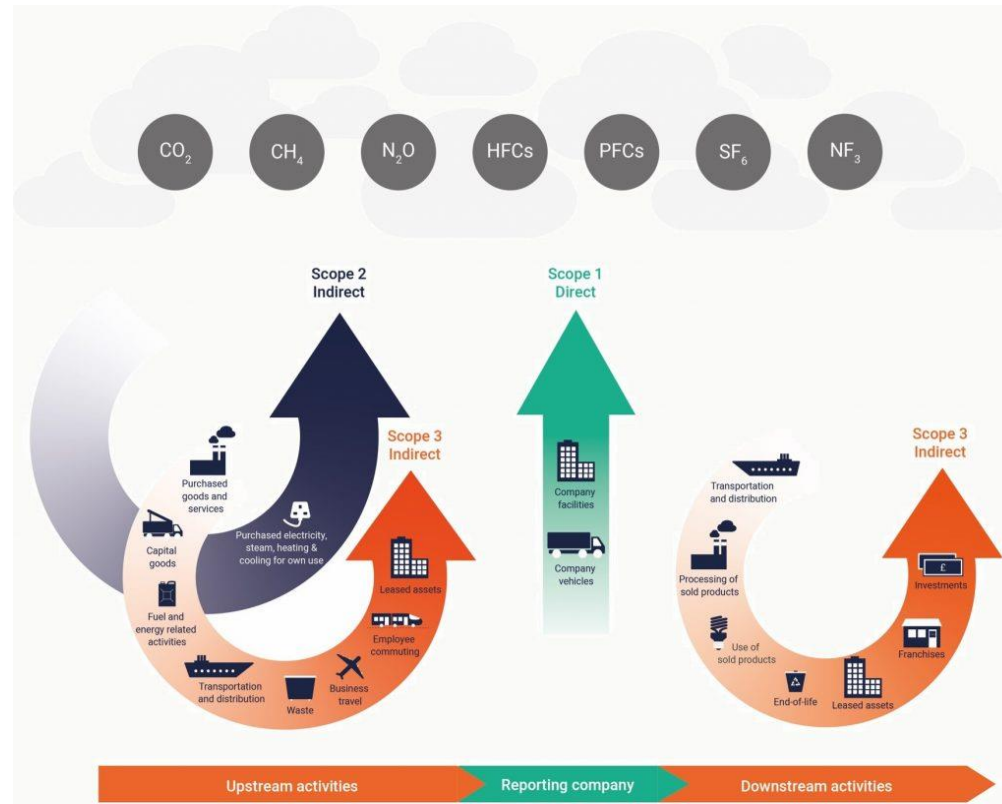 CO₂
CH₄
N₂O
HFCs
PFCs
SF₆
NF₃
Scope 2
Indirect
Scope 1
Direct
Scope 3
Indirect
Scope 3
Indirect
Purchased
goods and
services
Capital
goods
Fuel and
energy related
activities
Transportation
and distribution
Waste
Business
travel
Employee
commuting
Leased assets
Purchased electricity,
steam, heating &
cooling for own use
Company
facilities
Company
vehicles
Transportation
and distribution
Processing of
sold products
Use of
sold products
End-of-life
Leased assets
Franchises
£
Investments
Upstream activities
Reporting company
Downstream activities